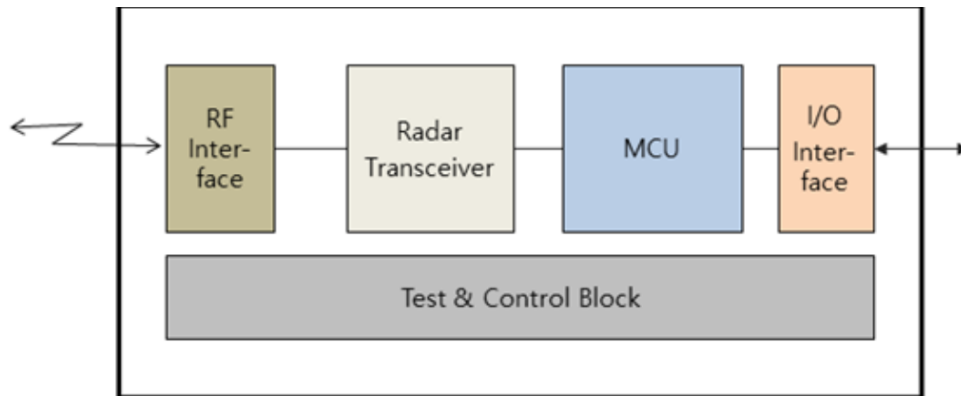 RF
Inter-
face
Radar
Transceiver
MCU
I/O
Inter-
face
Test & Control Block